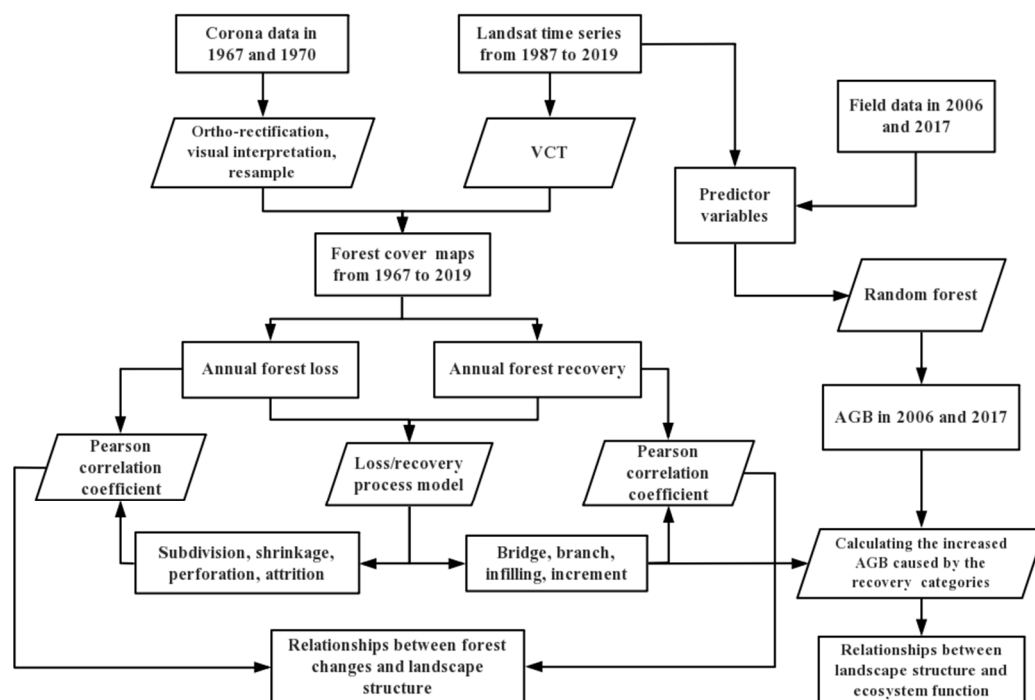 Corona data in
1967 and 1970
Landsat time series
from 1987 to 2019
Field data in 2006
and 2017
Ortho-rectification,
visual interpretation,
resample
VCT
Predictor
variables
Forest cover maps
from 1967 to 2019
Random forest
Annual forest loss
Annual forest recovery
AGB in 2006 and 2017
Pearson
correlation
coefficient
Loss/recovery
process model
Pearson
correlation
coefficient
Subdivision, shrinkage,
perforation, attrition
Bridge, branch,
infilling, increment
Calculating the increased
AGB caused by the
recovery categories
Relationships between forest
changes and landscape
structure
Relationships between
landscape structure and
ecosystem function